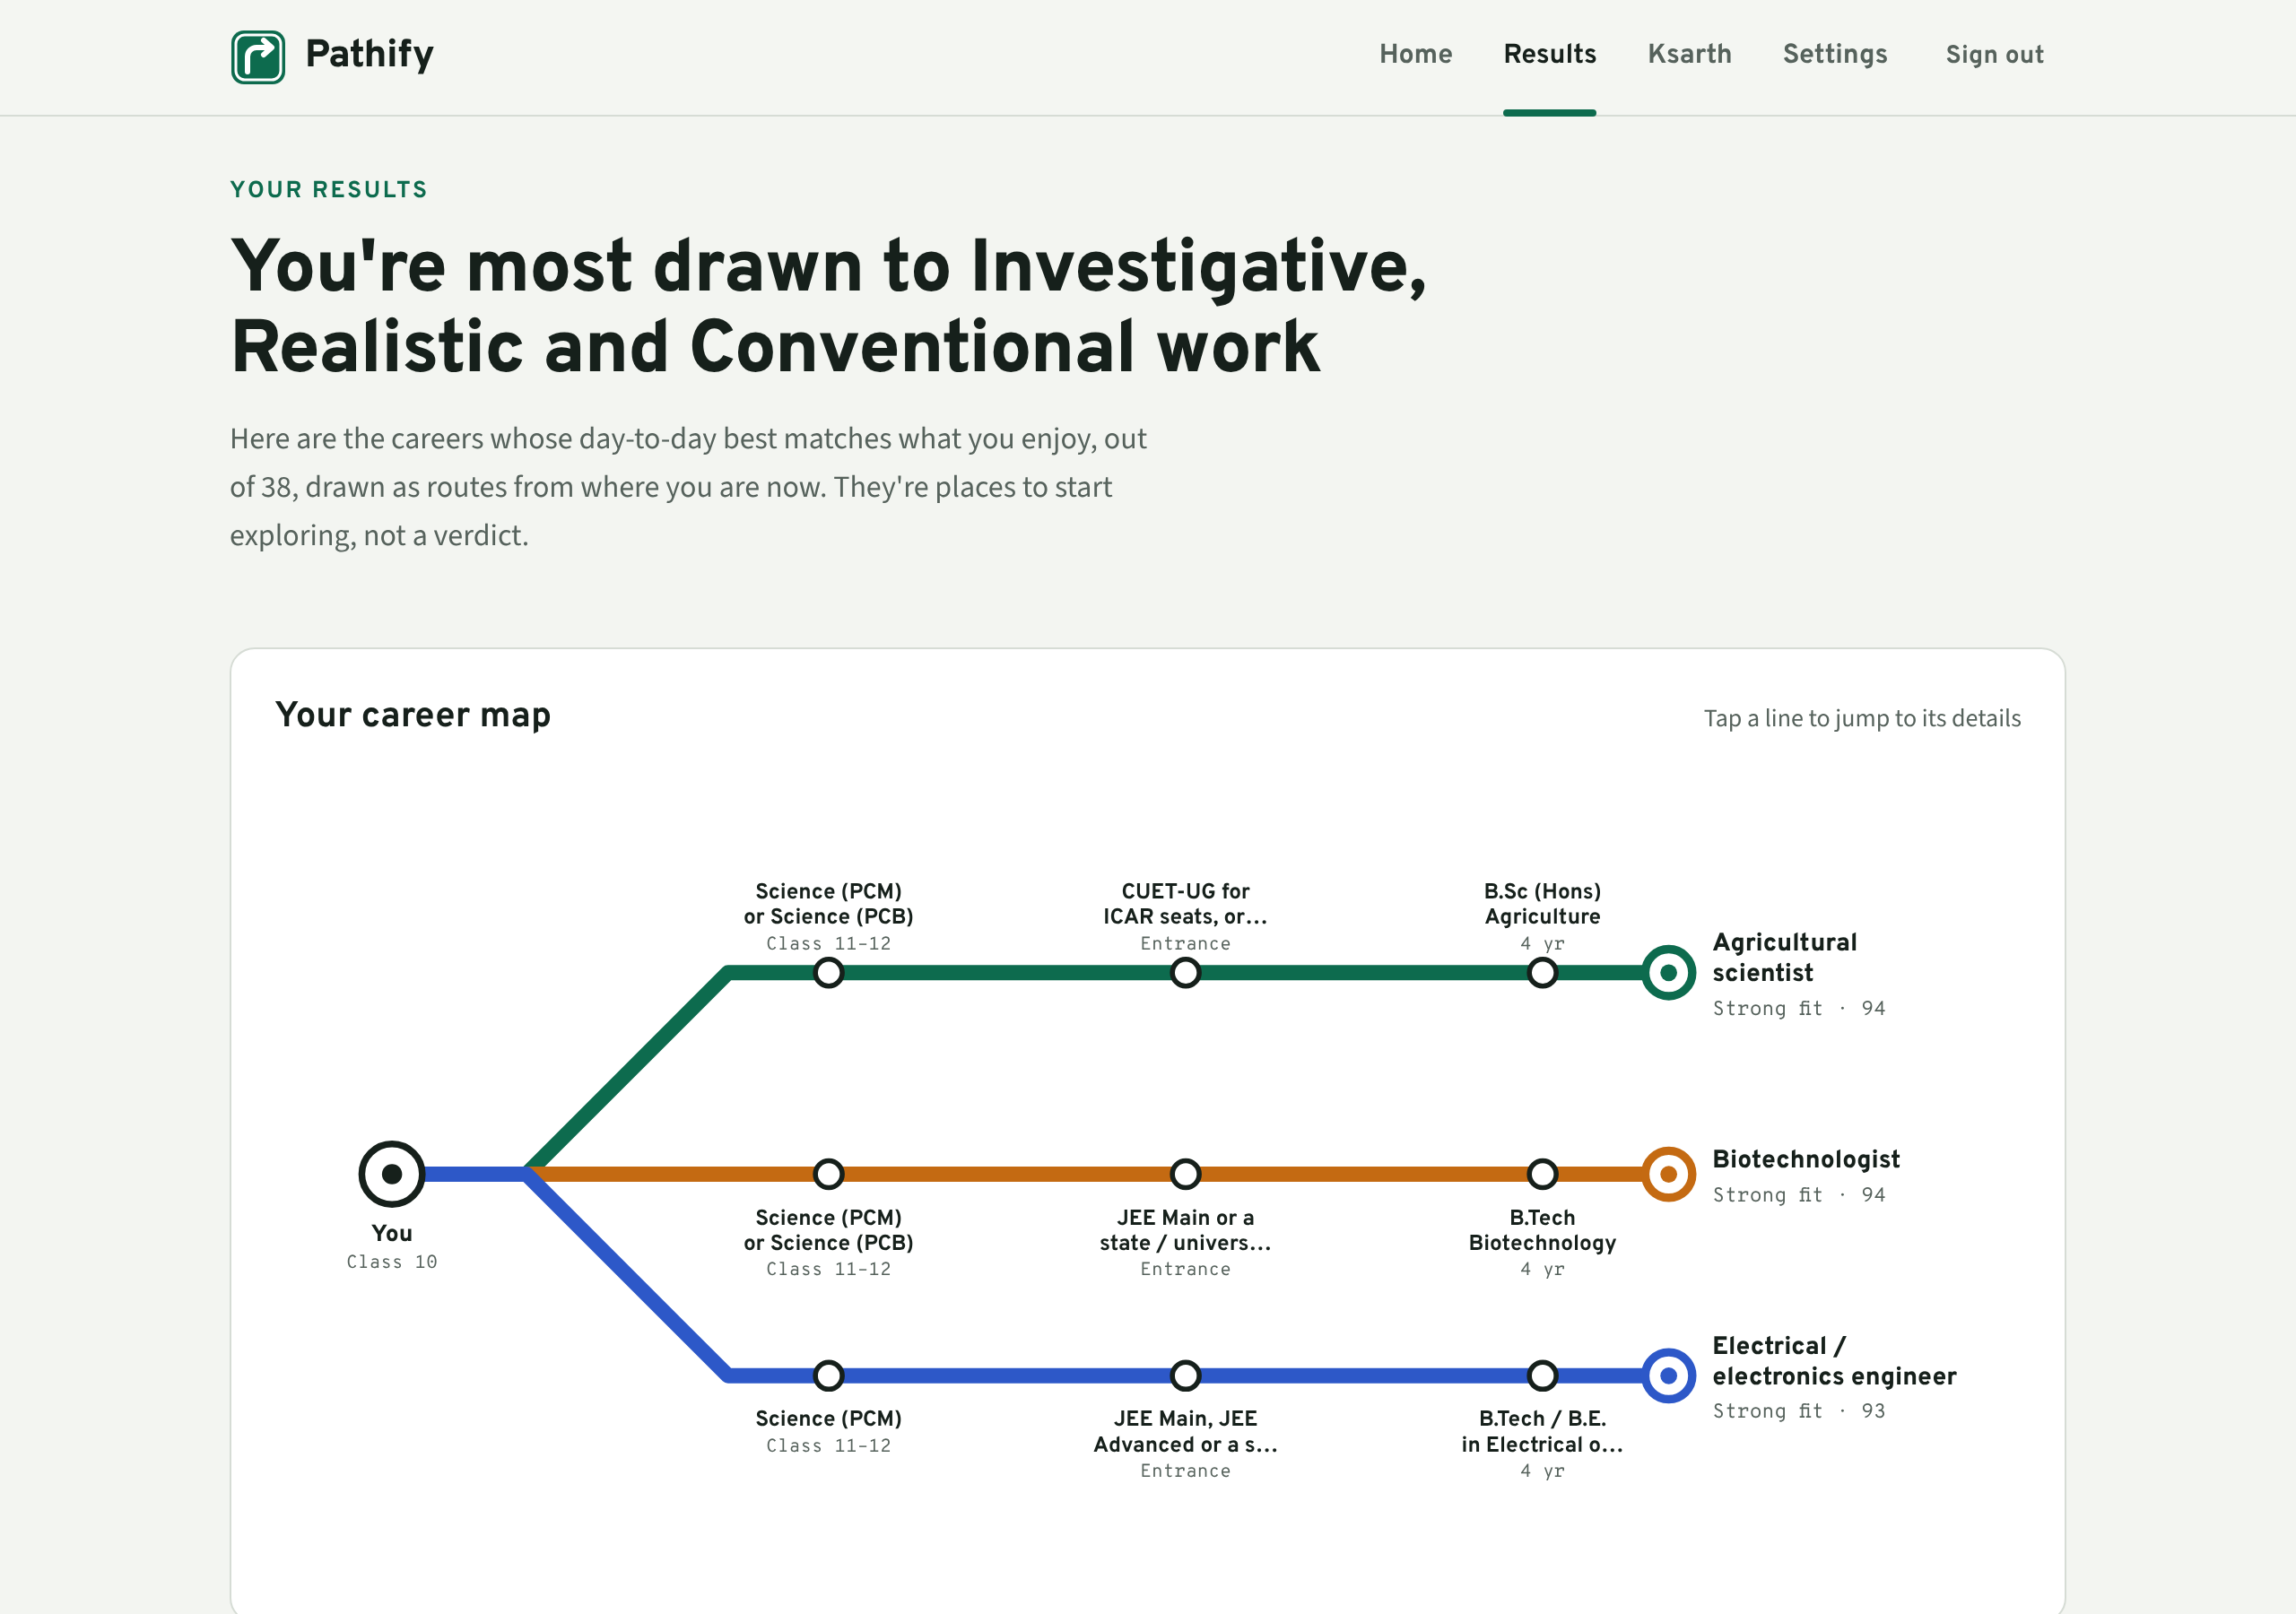 Pathify
Home
Results
Ksarth
Settings
Sign out
YOUR RESULTS
You're most drawn to Investigative,
Realistic and Conventional work
Here are the careers whose day-to-day best matches what you enjoy, out
of 38, drawn as routes from where you are now. They're places to start
exploring, not a verdict.
Your career map
Tap a line to jump to its details
Science (PCM)
or Science (PCB)
Class 11–12
CUET-UG for
ICAR seats, or…
Entrance
B.Sc (Hons)
Agriculture
4 yr
Agricultural
scientist
Strong fit · 94
You
Class 10
Science (PCM)
or Science (PCB)
Class 11–12
JEE Main or a
state / univers…
Entrance
B.Tech
Biotechnology
4 yr
Biotechnologist
Strong fit · 94
Science (PCM)
Class 11–12
JEE Main, JEE
Advanced or a s…
Entrance
B.Tech / B.E.
in Electrical o…
4 yr
Electrical /
electronics engineer
Strong fit · 93